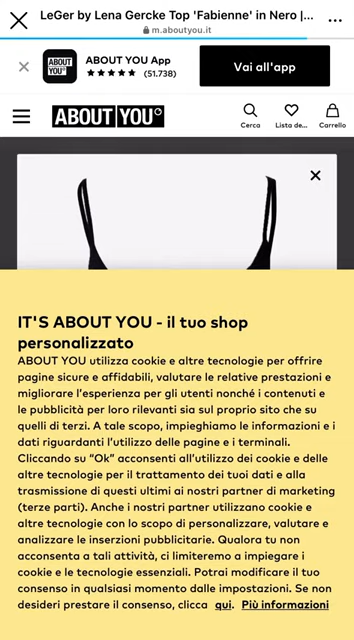 LeGer by Lena Gercke Top 'Fabienne' in Nero |...
m.aboutyou.it
ABOUT YOU°
ABOUT YOU App
(51.738)
Vai all'app
ABOUT YOU°
Cerca
Lista de...
Carrello
IT'S ABOUT YOU - il tuo shop
personalizzato
ABOUT YOU utilizza cookie e altre tecnologie per offrire
pagine sicure e affidabili, valutare le relative prestazioni e
migliorare l'esperienza per gli utenti nonché i contenuti e
le pubblicità per loro rilevanti sia sul proprio sito che su
quelli di terzi. A tale scopo, impieghiamo le informazioni e i
dati riguardanti l'utilizzo delle pagine e i terminali.
Cliccando su “Ok” acconsenti all'utilizzo dei cookie e delle
altre tecnologie per il trattamento dei tuoi dati e alla
trasmissione di questi ultimi ai nostri partner di marketing
(terze parti). Anche i nostri partner utilizzano cookie e
altre tecnologie con lo scopo di personalizzare, valutare e
analizzare le inserzioni pubblicitarie. Qualora tu non
acconsenta a tali attività, ci limiteremo a impiegare i
cookie e le tecnologie essenziali. Potrai modificare il tuo
consenso in qualsiasi momento dalle impostazioni. Se non
desideri prestare il consenso, clicca qui. Più informazioni